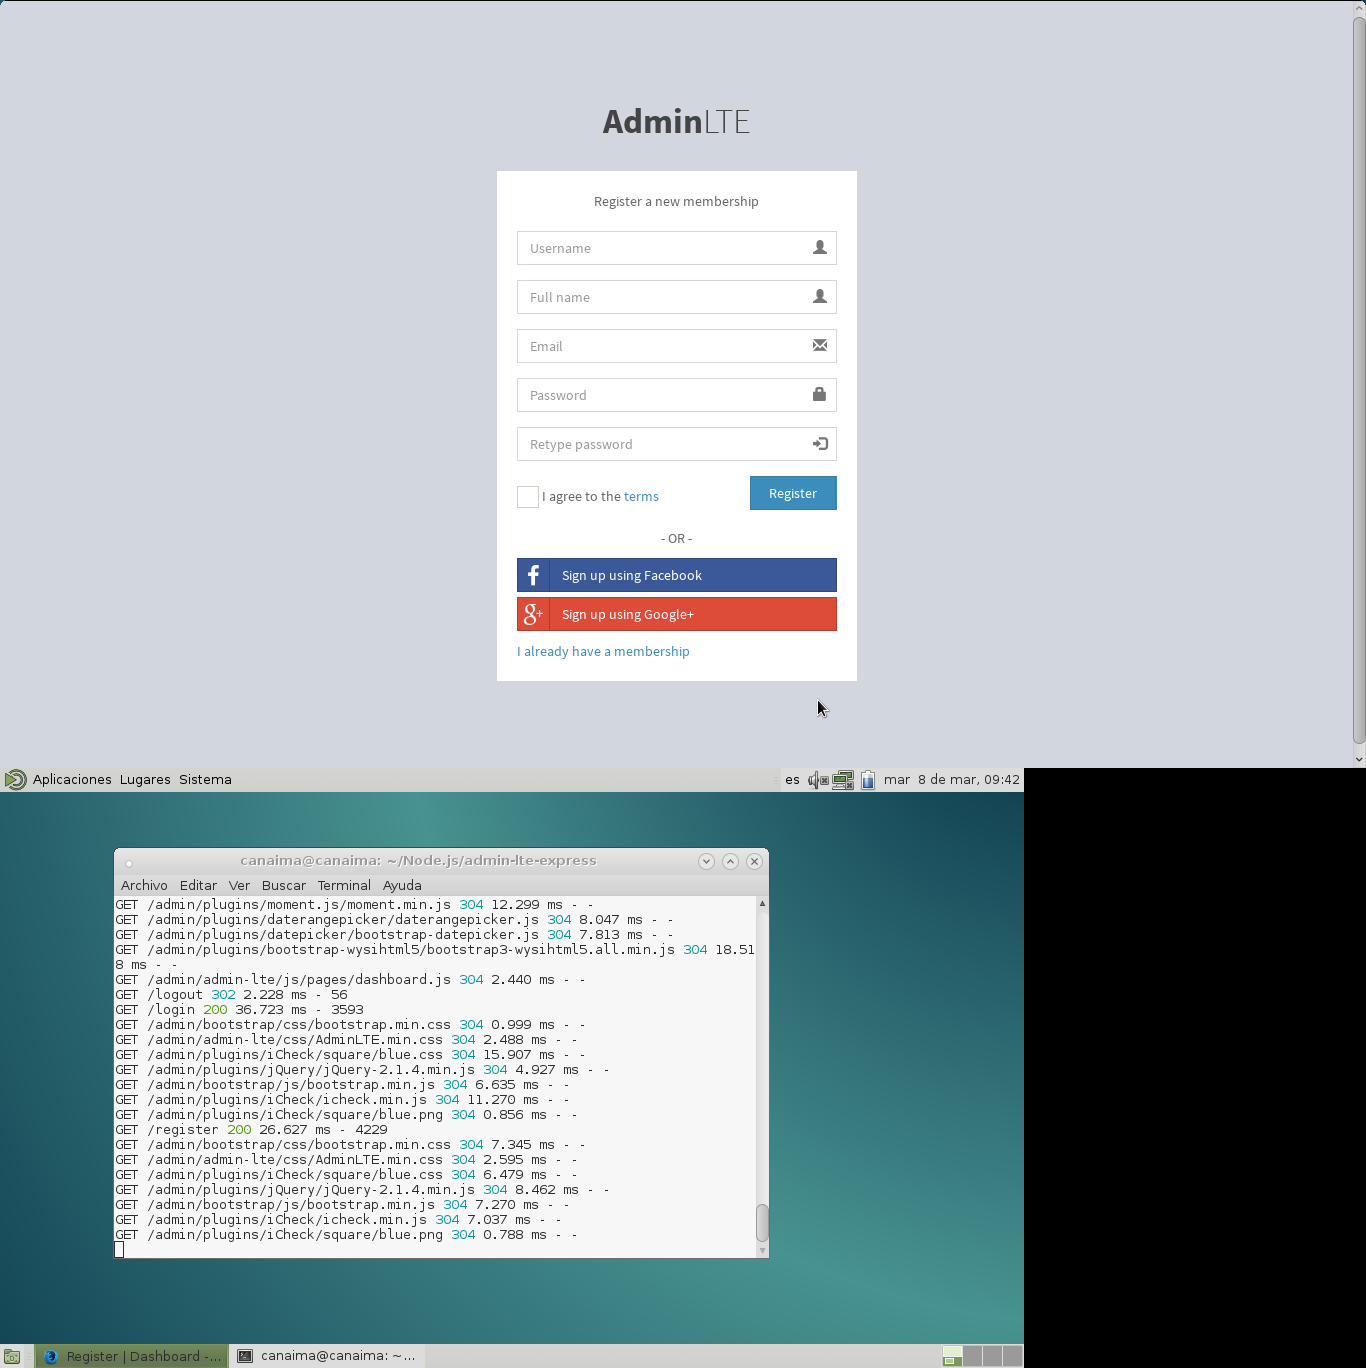 AdminLTE
Register a new membership
Username
Full name
Email
Password
Retype password
I agree to the terms
Register
- OR -
Sign up using Facebook
Sign up using Google+
I already have a membership
Aplicaciones Lugares Sistema
es mar 8 de mar, 09:42
canaima@canaima: ~/Node.js/admin-lte-express
Archivo Editar Ver Buscar Terminal Ayuda
GET /admin/plugins/moment.js/moment.min.js 304 12.299 ms - -
GET /admin/plugins/daterangepicker/daterangepicker.js 304 8.047 ms - -
GET /admin/plugins/datepicker/bootstrap-datepicker.js 304 7.813 ms - -
GET /admin/plugins/bootstrap-wysihtml5/bootstrap3-wysihtml5.all.min.js 304 18.51
8 ms - -
GET /admin/admin-lte/js/pages/dashboard.js 304 2.440 ms - -
GET /logout 302 2.228 ms - 56
GET /login 200 36.723 ms - 3593
GET /admin/bootstrap/css/bootstrap.min.css 304 0.999 ms - -
GET /admin/admin-lte/css/AdminLTE.min.css 304 2.488 ms - -
GET /admin/plugins/iCheck/square/blue.css 304 15.907 ms - -
GET /admin/plugins/jQuery/jQuery-2.1.4.min.js 304 4.927 ms - -
GET /admin/bootstrap/js/bootstrap.min.js 304 6.635 ms - -
GET /admin/plugins/iCheck/icheck.min.js 304 11.270 ms - -
GET /admin/plugins/iCheck/square/blue.png 304 0.856 ms - -
GET /register 200 26.627 ms - 4229
GET /admin/bootstrap/css/bootstrap.min.css 304 7.345 ms - -
GET /admin/admin-lte/css/AdminLTE.min.css 304 2.595 ms - -
GET /admin/plugins/iCheck/square/blue.css 304 6.479 ms - -
GET /admin/plugins/jQuery/jQuery-2.1.4.min.js 304 8.462 ms - -
GET /admin/bootstrap/js/bootstrap.min.js 304 7.270 ms - -
GET /admin/plugins/iCheck/icheck.min.js 304 7.037 ms - -
GET /admin/plugins/iCheck/square/blue.png 304 0.788 ms - -
Register | Dashboard -... canaima@canaima: ~...